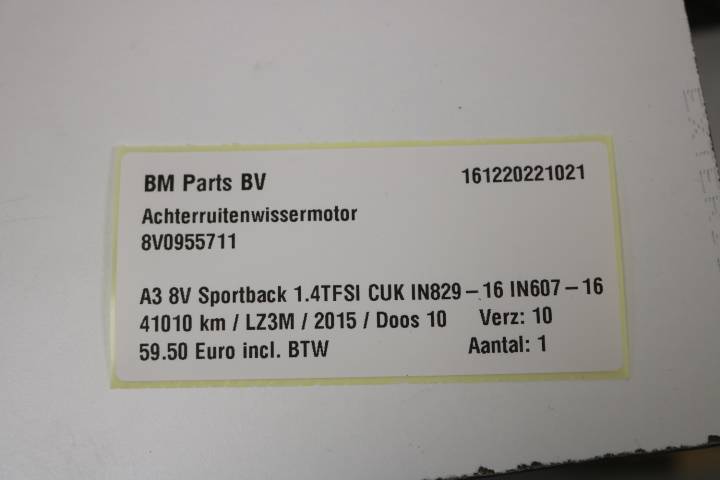 BM Parts BV 161220221021
Achterruitenwissermotor
8V0955711
A3 8V Sportback 1.4TFSI CUK IN829-16 IN607-16
41010 km / LZ3M / 2015 / Doos 10 Verz: 10
59.50 Euro incl. BTW Aantal: 1